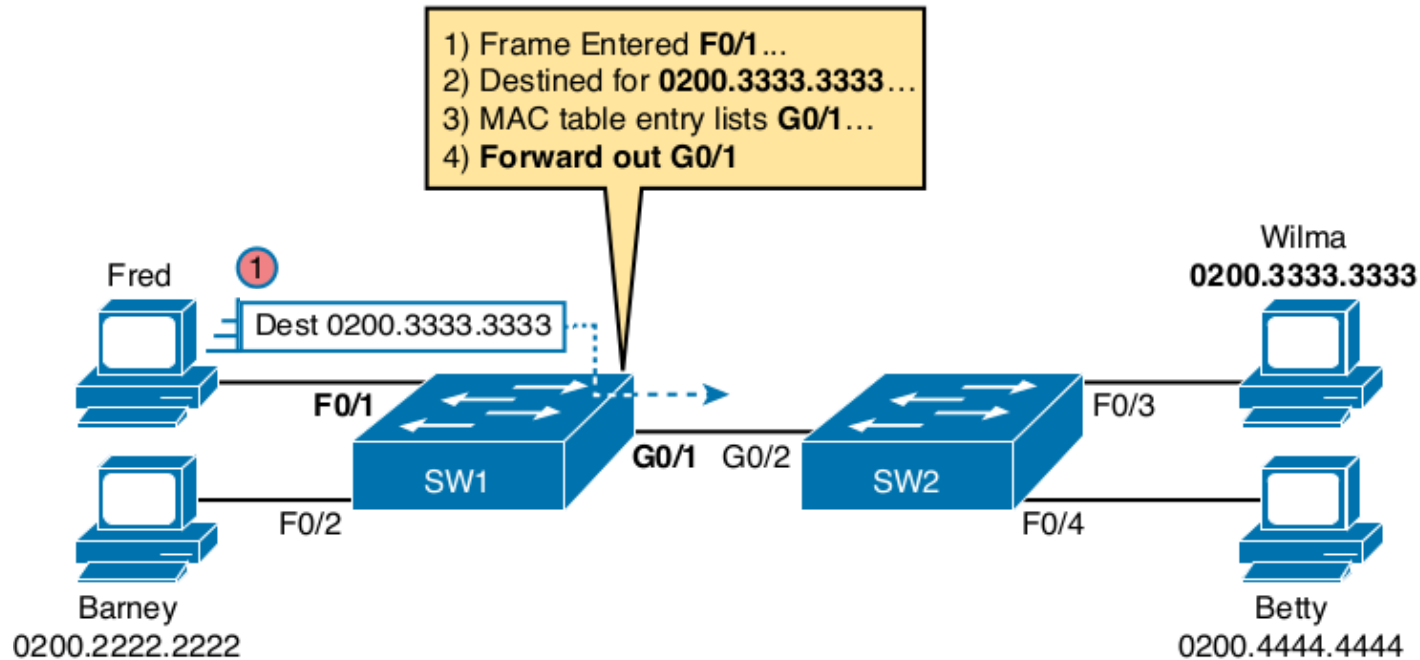 1) Frame Entered F0/1...
2) Destined for 0200.3333.3333...
3) MAC table entry lists G0/1...
4) Forward out G0/1
Wilma
0200.3333.3333
Fred
1
Dest 0200.3333.3333
F0/1
F0/3
G0/1
G0/2
SW1
SW2
F0/2
F0/4
Barney
0200.2222.2222
Betty
0200.4444.4444